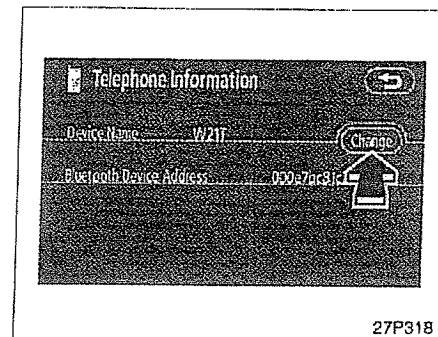 Telephone Information
Device Name W21T Change
Bluetooth Device Address
27P318